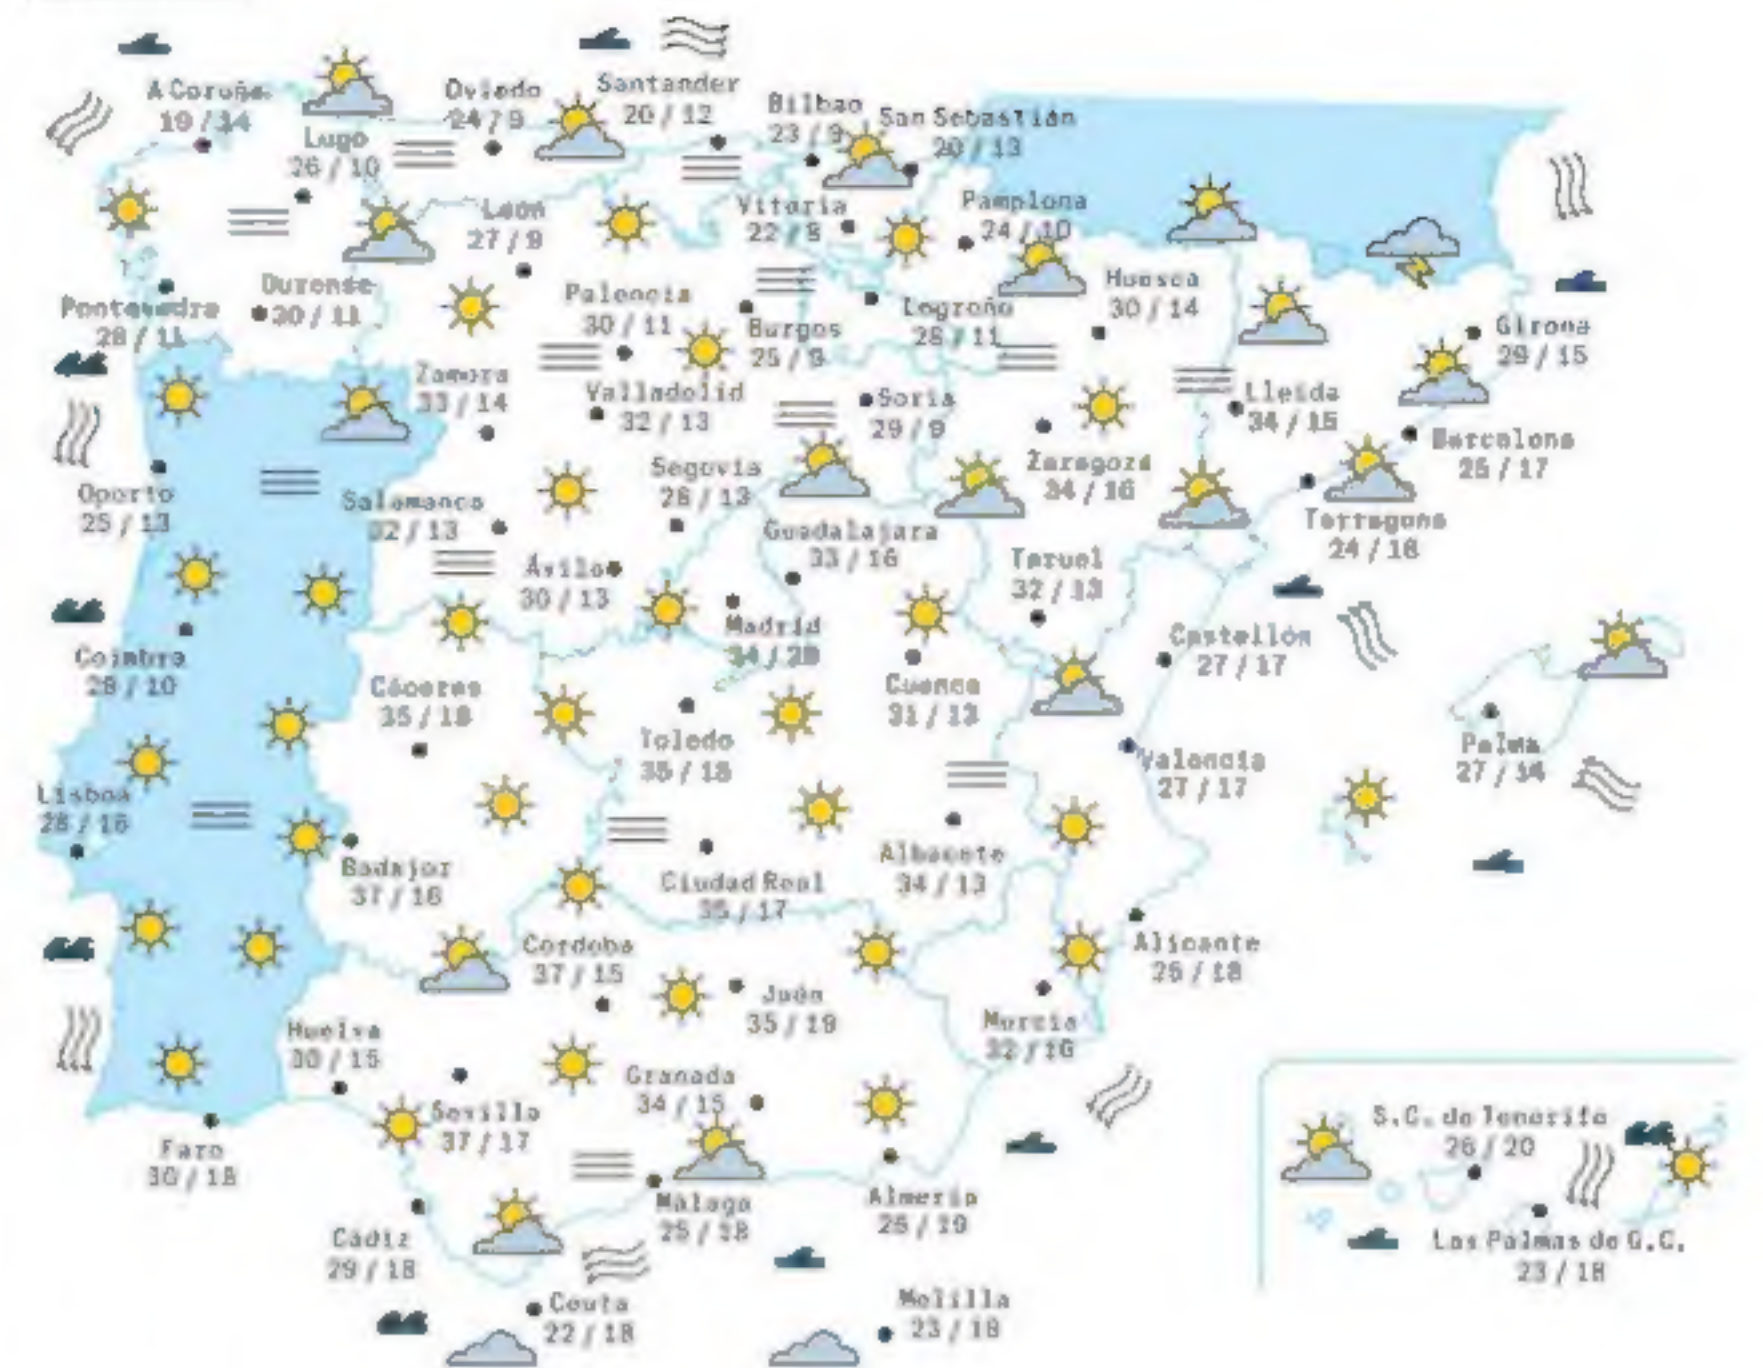 A Coruña
19 / 14
Lugo
26 / 10
Oviedo
24 / 9
Santander
20 / 12
Bilbao
23 / 9
San Sebastián
20 / 13
León
27 / 9
Vitoria
22 / 8
Pamplona
24 / 10
Pontevedra
28 / 11
Ourense
30 / 11
Palencia
30 / 11
Burgos
25 / 9
Logroño
28 / 11
Huesca
30 / 14
Girona
29 / 15
Zamora
33 / 14
Valladolid
32 / 13
Soria
29 / 9
Lleida
34 / 15
Barcelona
25 / 17
Oporto
25 / 13
Salamanca
32 / 13
Segovia
28 / 13
Guadalajara
33 / 16
Zaragoza
34 / 16
Tarragona
24 / 18
Ávila
30 / 13
Teruel
32 / 13
Coimbra
28 / 10
Madrid
Castellón
27 / 17
Cáceres
35 / 18
Toledo
35 / 18
Cuenca
31 / 13
Valencia
27 / 17
Palma
27 / 14
Lisboa
28 / 16
Badajoz
37 / 16
Ciudad Real
35 / 17
Albacete
34 / 13
Córdoba
37 / 15
Jaén
35 / 19
Alicante
25 / 18
Murcia
32 / 16
Huelva
30 / 15
Sevilla
37 / 17
Granada
34 / 15
Faro
30 / 18
Cádiz
29 / 18
Málaga
25 / 18
Almería
25 / 19
Ceuta
22 / 18
Melilla
23 / 18
S.C. de Tenerife
26 / 20
Las Palmas de G.C.
23 / 18